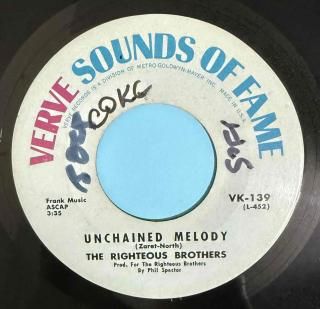 VERVE SOUNDS OF FAME
VERVE RECORDS IS A DIVISION OF METRO-GOLDWYN-MAYER INC.
MADE IN U.S.A.
COKE
Frank Music
ASCAP
3:35
VK-139
(L-452)
UNCHAINED MELODY
(Zaret-North)
THE RIGHTEOUS BROTHERS
Prod. For The Righteous Brothers
By Phil Spector